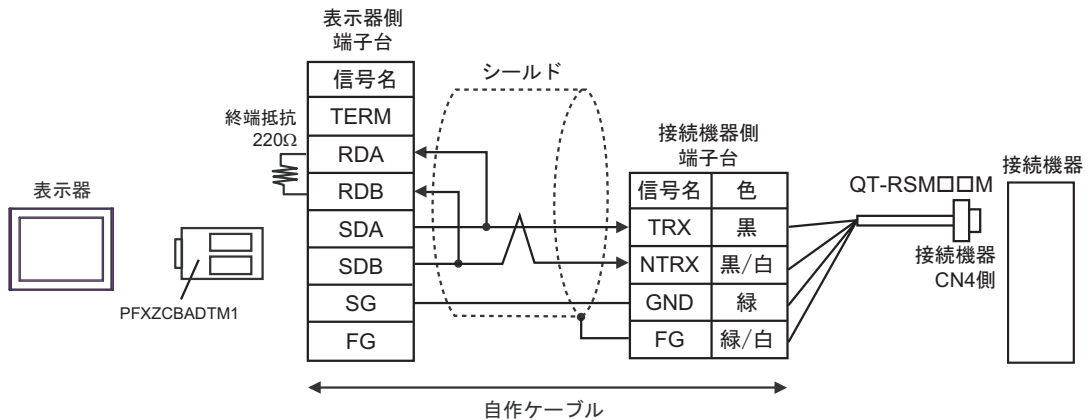 表示器側
端子台
信号名
TERM
RDA
RDB
SDA
SDB
SG
FG
終端抵抗
220Ω
シールド
表示器
PFXZCBADTM1
接続機器側
端子台
信号名 色
TRX 黒
NTRX 黒/白
GND 緑
FG 緑/白
QT-RSM□□M
接続機器
CN4側
接続機器
自作ケーブル